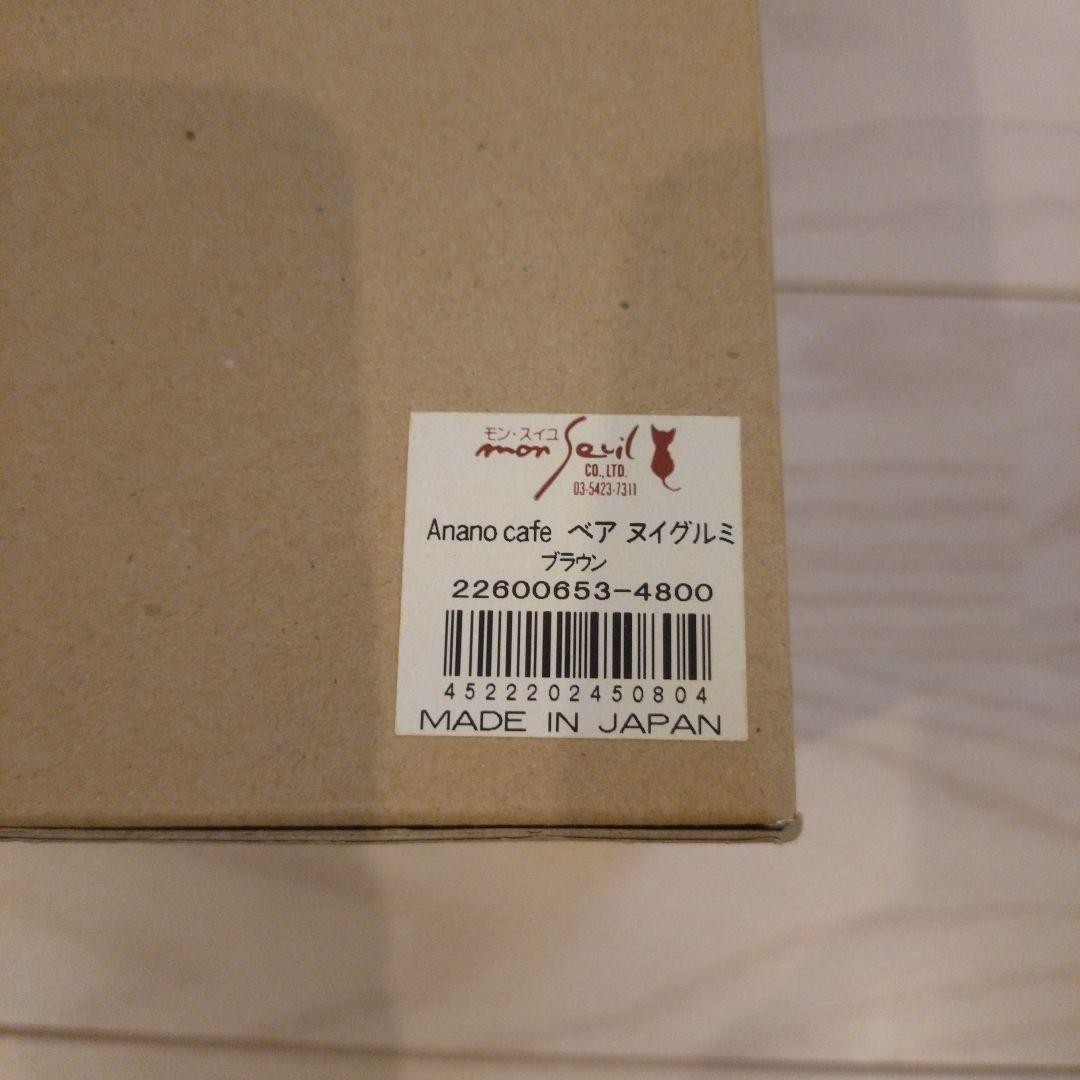 モン・スイユ
mon Seuil
CO., LTD.
03-5423-7311
Anano cafe ベア ヌイグルミ
ブラウン
22600653-4800
4522202450804
MADE IN JAPAN